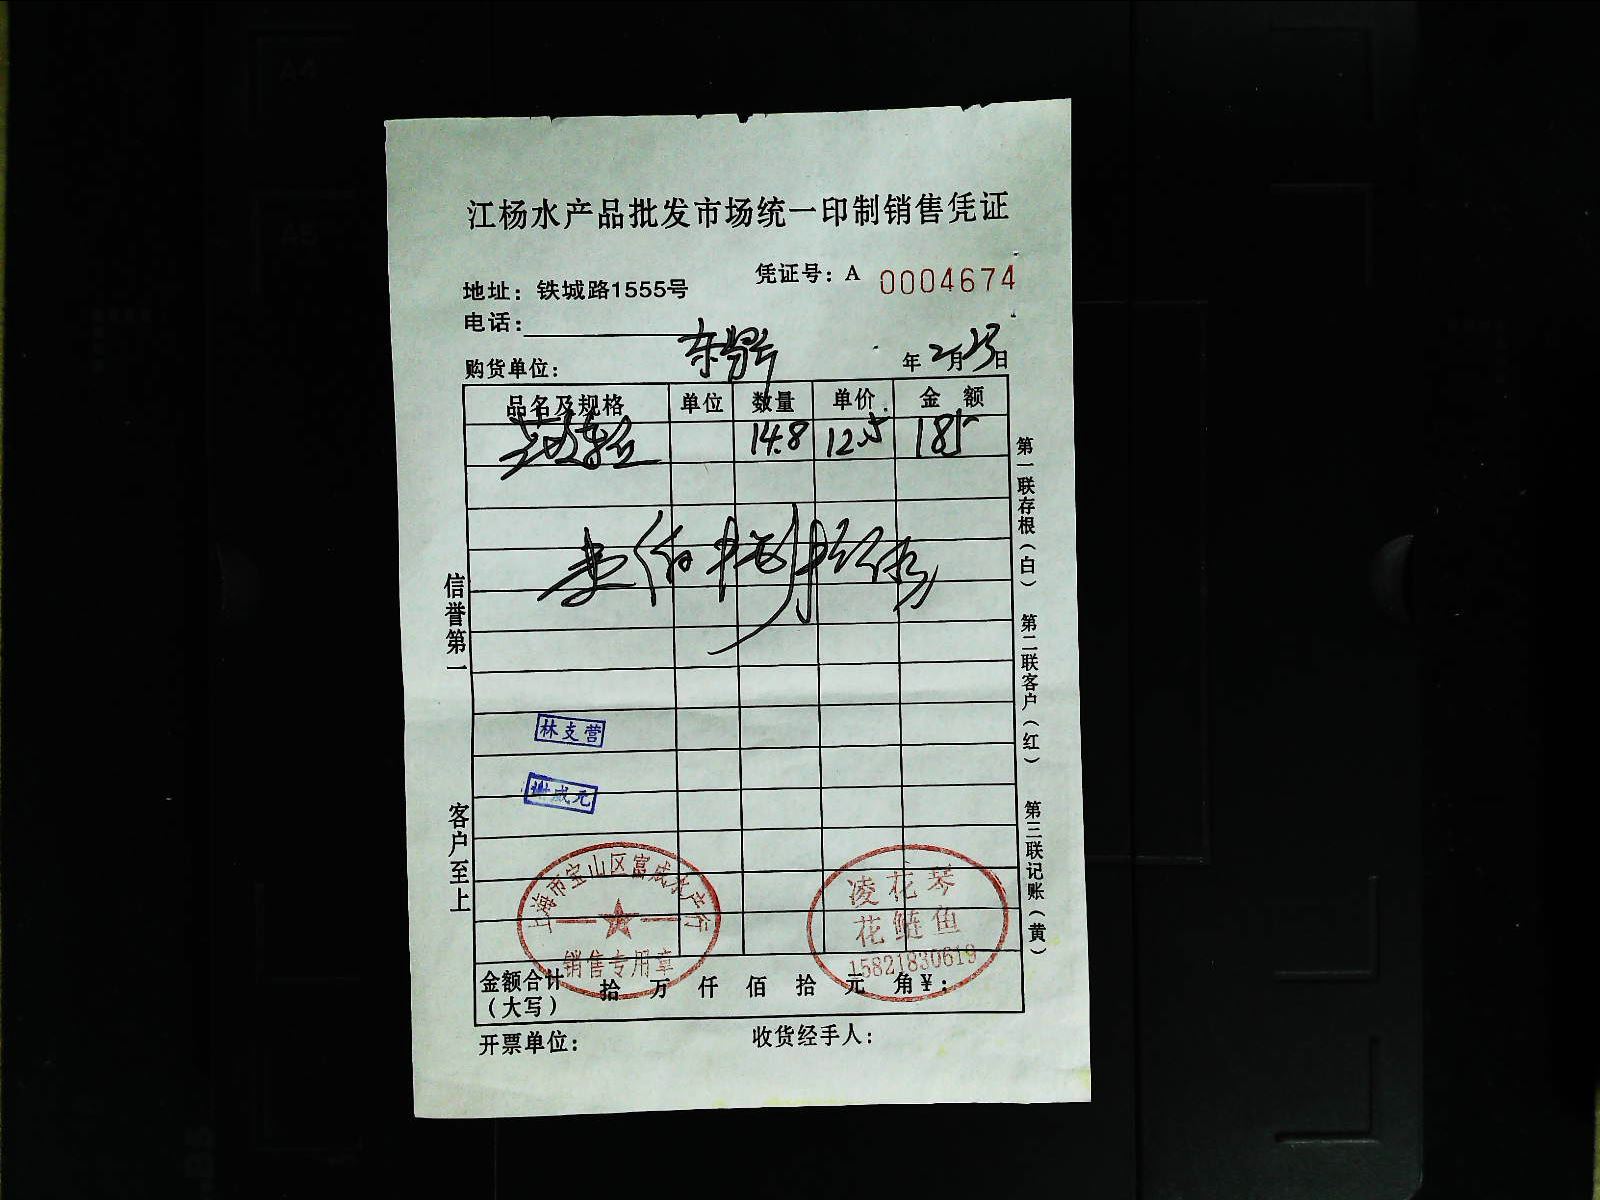 江杨水产品批发市场统一印制销售凭证
凭证号：A 0004674
地址：铁城路1555号
电话：
购货单位： 年2月23日
品名及规格 单位 数量 单价 金额
14.8 12.5 185
信誉第一
客户至上
第一联存根（白） 第二联客户（红） 第三联记账（黄）
林支营
成元
上海市宝山区富成水产行
销售专用章
凌花琴
花鲢鱼
15821830619
金额合计（大写） 拾 万 仟 佰 拾 元 角￥：
开票单位： 收货经手人：